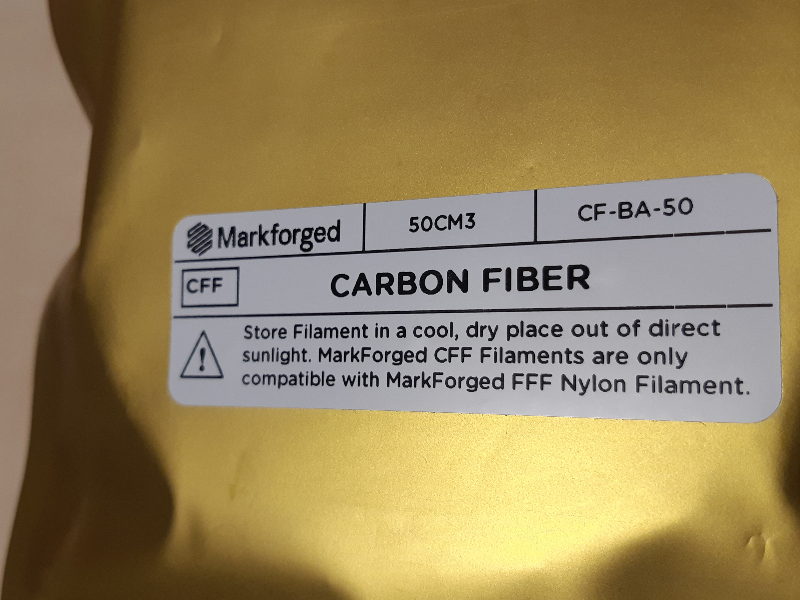 Markforged
50CM3
CF-BA-50
CFF
CARBON FIBER
Store Filament in a cool, dry place out of direct
sunlight. MarkForged CFF Filaments are only
compatible with MarkForged FFF Nylon Filament.